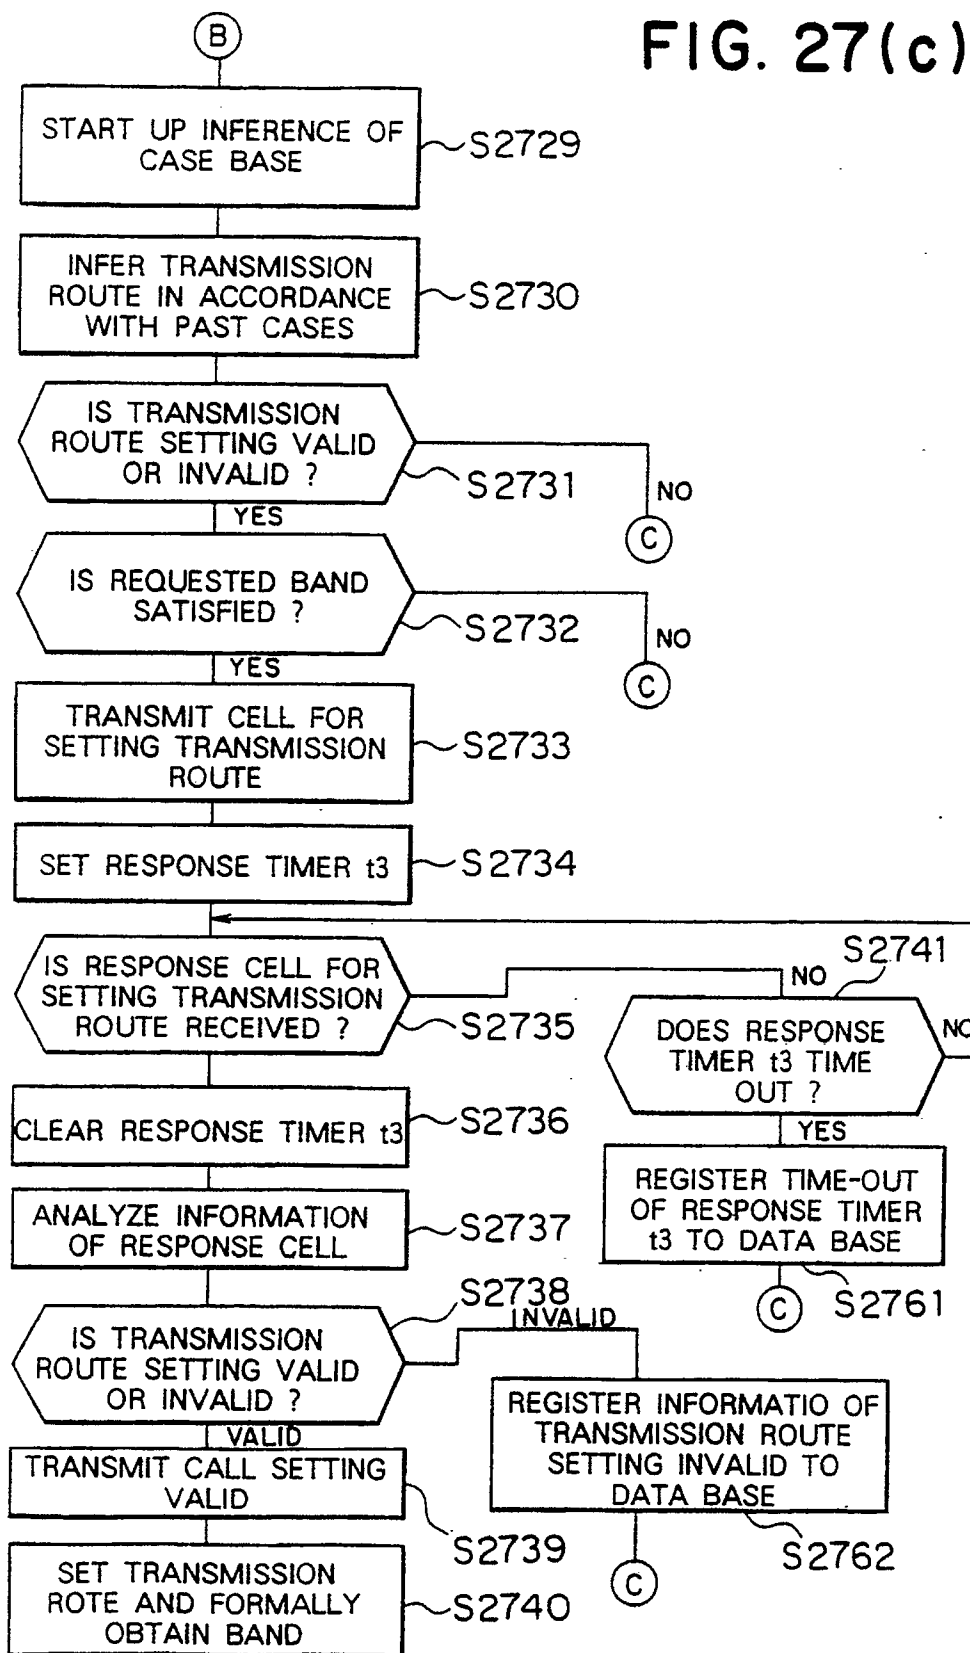 FIG. 27(c)
B
START UP INFERENCE OF
CASE BASE
S2729
INFER TRANSMISSION
ROUTE IN ACCORDANCE
WITH PAST CASES
S2730
IS TRANSMISSION
ROUTE SETTING VALID
OR INVALID ?
S2731
NO
C
YES
IS REQUESTED BAND
SATISFIED ?
S2732
NO
C
YES
TRANSMIT CELL FOR
SETTING TRANSMISSION
ROUTE
S2733
SET RESPONSE TIMER t3
S2734
IS RESPONSE CELL FOR
SETTING TRANSMISSION
ROUTE RECEIVED ?
S2735
NO
S2741
DOES RESPONSE
TIMER t3 TIME
OUT ?
NO
YES
REGISTER TIME-OUT
OF RESPONSE TIMER
t3 TO DATA BASE
S2761
C
CLEAR RESPONSE TIMER t3
S2736
ANALYZE INFORMATION
OF RESPONSE CELL
S2737
IS TRANSMISSION
ROUTE SETTING VALID
OR INVALID ?
S2738
INVALID
REGISTER INFORMATIO OF
TRANSMISSION ROUTE
SETTING INVALID TO
DATA BASE
S2762
C
VALID
TRANSMIT CALL SETTING
VALID
S2739
SET TRANSMISSION
ROTE AND FORMALLY
OBTAIN BAND
S2740